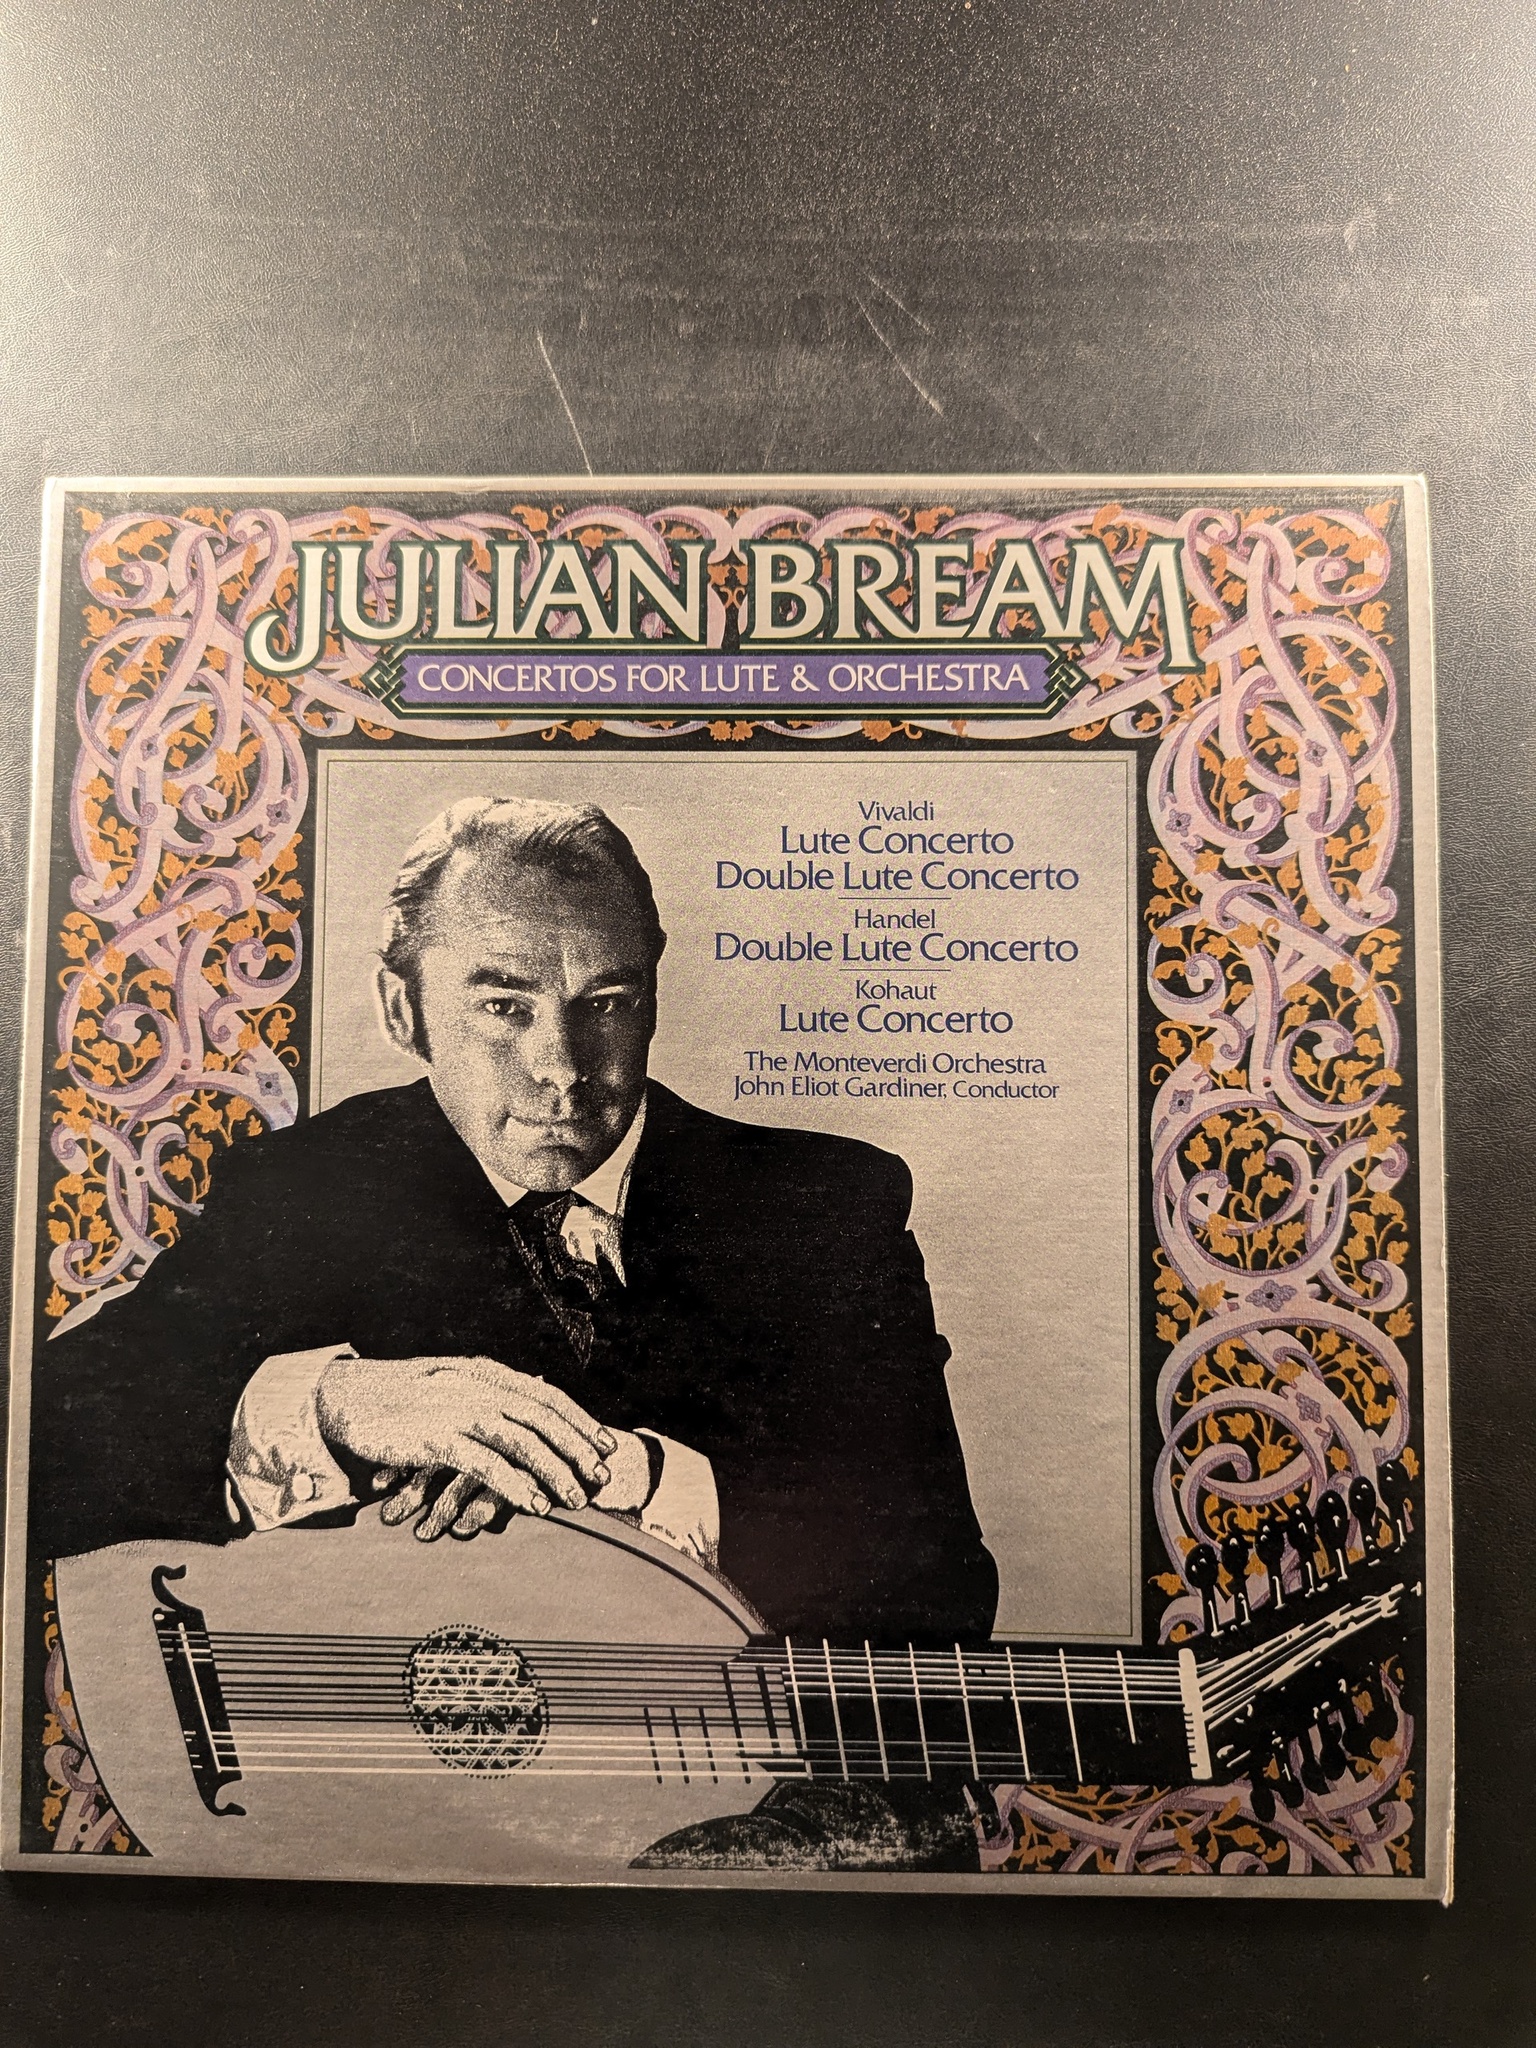 JULIAN BREAM
CONCERTOS FOR LUTE & ORCHESTRA
Vivaldi
Lute Concerto
Double Lute Concerto
Handel
Double Lute Concerto
Kohaut
Lute Concerto
The Monteverdi Orchestra
John Eliot Gardiner, Conductor